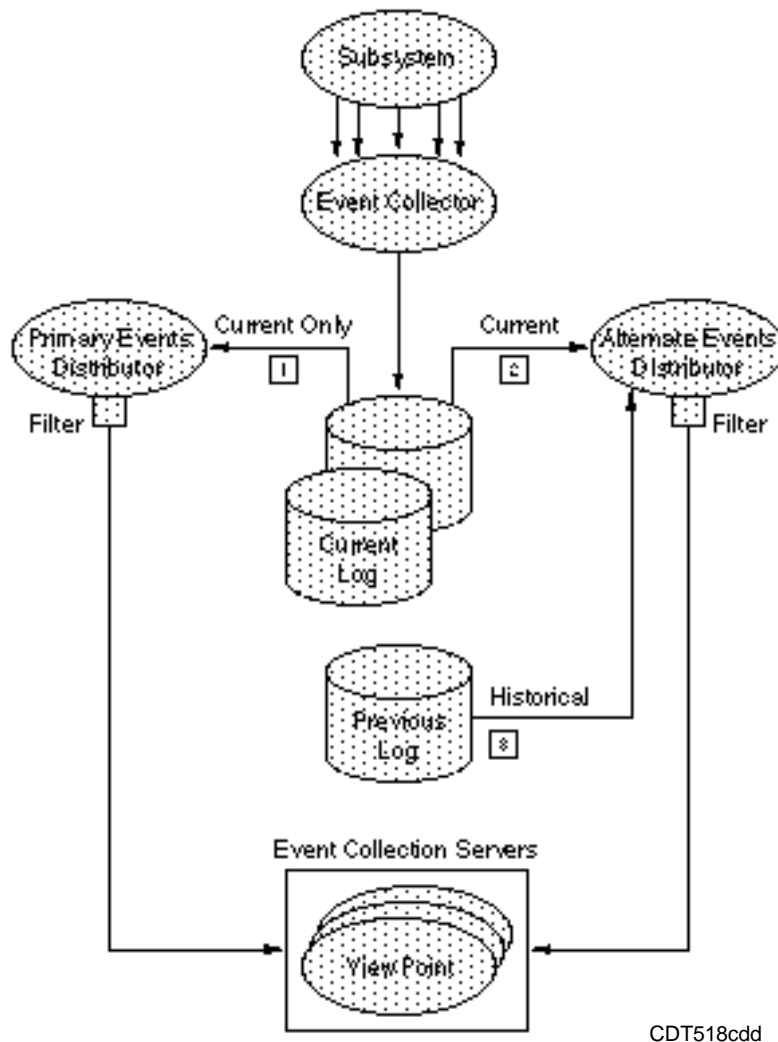 Subsystem
Event Collector
Primary Events
Distributor
Current Only
1
Current
2
Alternate Events
Distributor
Filter
Filter
Current
Log
Previous
Log
Historical
3
Event Collection Servers
View Point
CDT518cdd